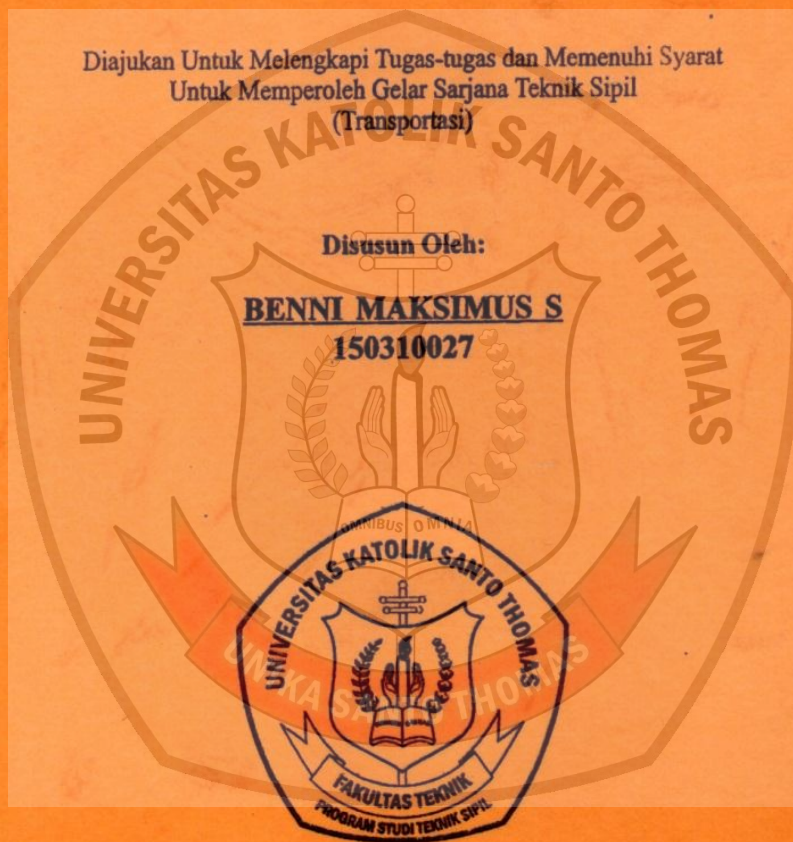 Diajukan Untuk Melengkapi Tugas-tugas dan Memenuhi Syarat
Untuk Memperoleh Gelar Sarjana Teknik Sipil
(Transportasi)
UNIVERSITAS KATOLIK SANTO THOMAS
Disusun Oleh:
BENNI MAKSIMUS S
150310027
OMNIBUS OMNIA
UNIKA SANTO THOMAS
UNIVERSITAS KATOLIK SANTO THOMAS
FAKULTAS TEKNIK
PROGRAM STUDI TEKNIK SIPIL